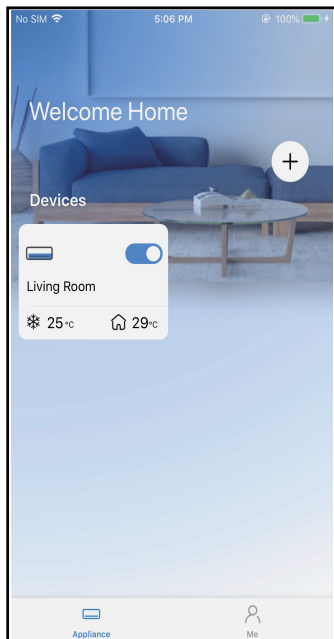 No SIM 5:06 PM 100%
Welcome Home
+
Devices
Living Room
25°C 29°C
Appliance Me